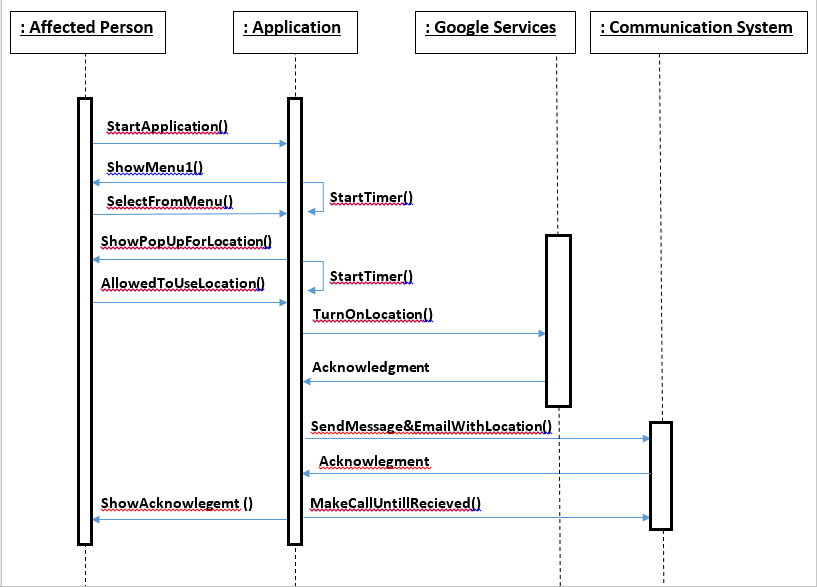 : Affected Person
: Application
: Google Services
: Communication System
StartApplication()
ShowMenu1()
StartTimer()
SelectFromMenu()
ShowPopUpForLocation()
StartTimer()
AllowedToUseLocation()
TurnOnLocation()
Acknowledgment
SendMessage&EmailWithLocation()
Acknowlegment
ShowAcknowlegemt ()
MakeCallUntillRecieved()